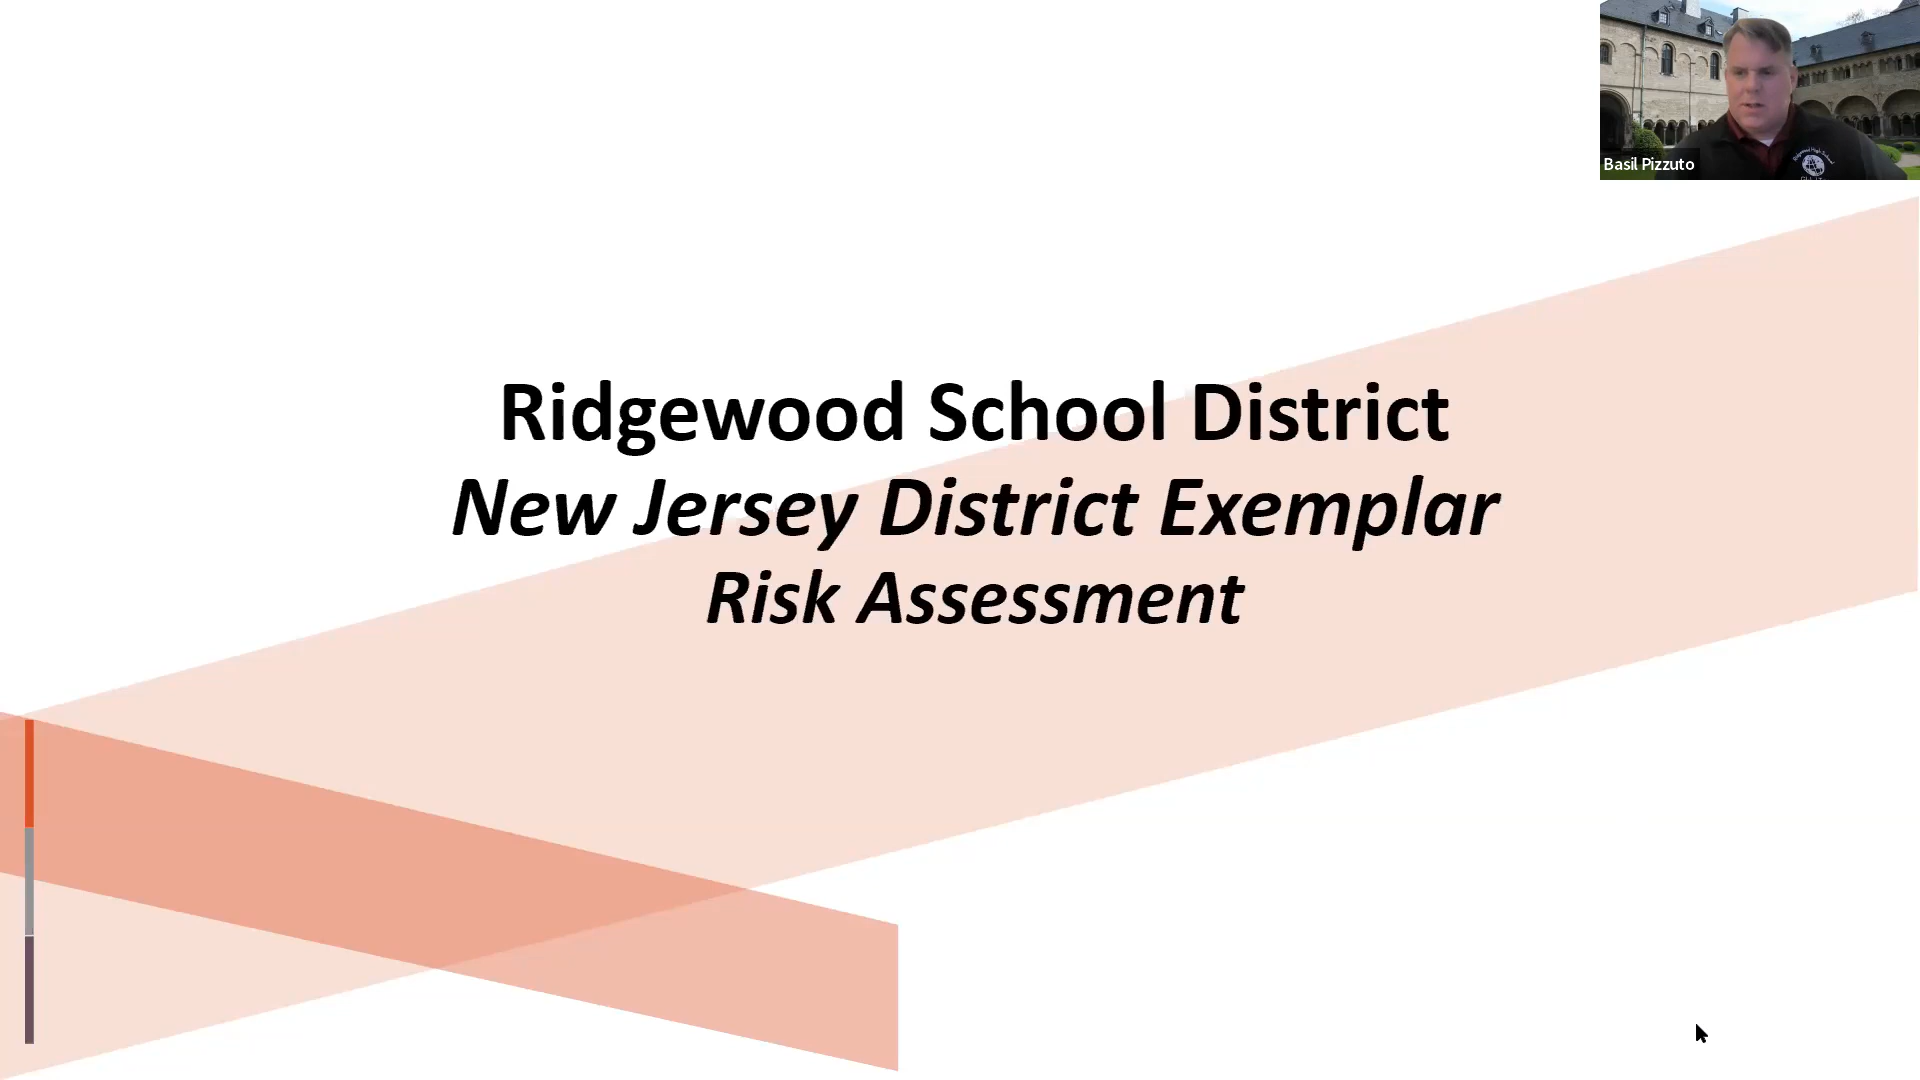 Basil Pizzuto
Ridgewood School District
New Jersey District Exemplar
Risk Assessment